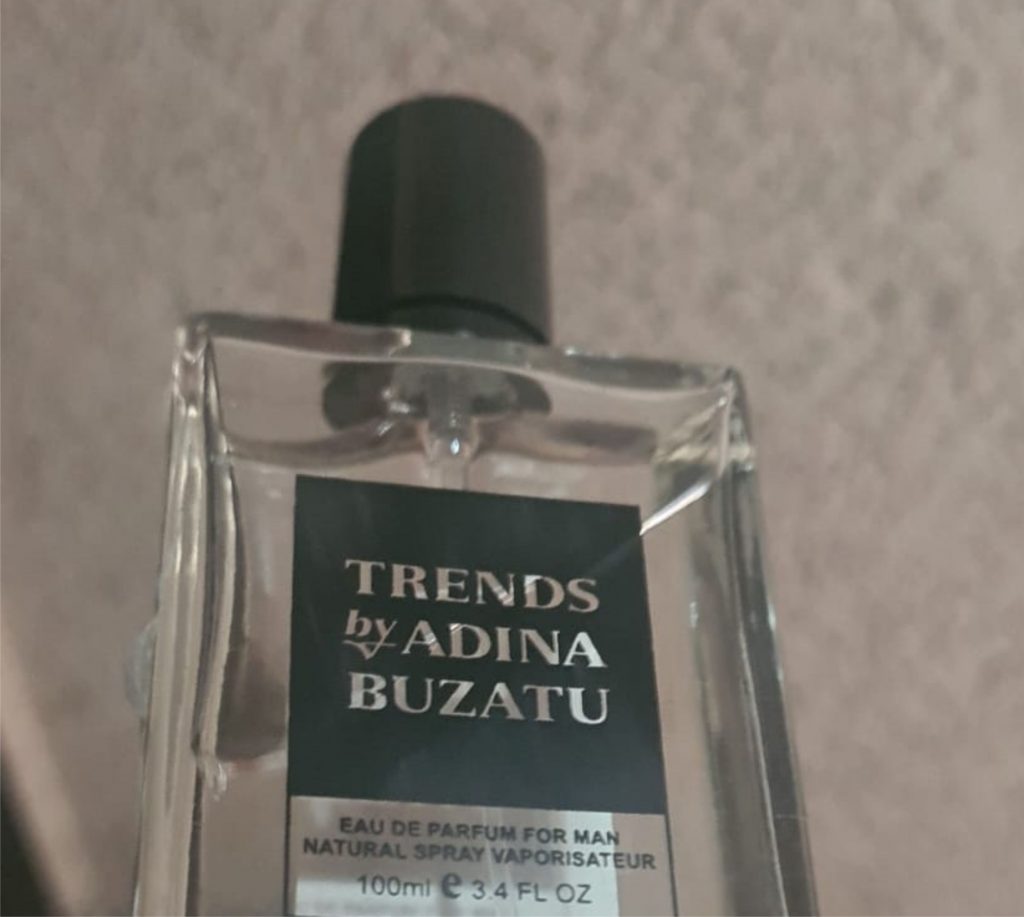 TRENDS
by ADINA
BUZATU
EAU DE PARFUM FOR MAN
NATURAL SPRAY VAPORISATEUR
100ml e 3.4 FL OZ